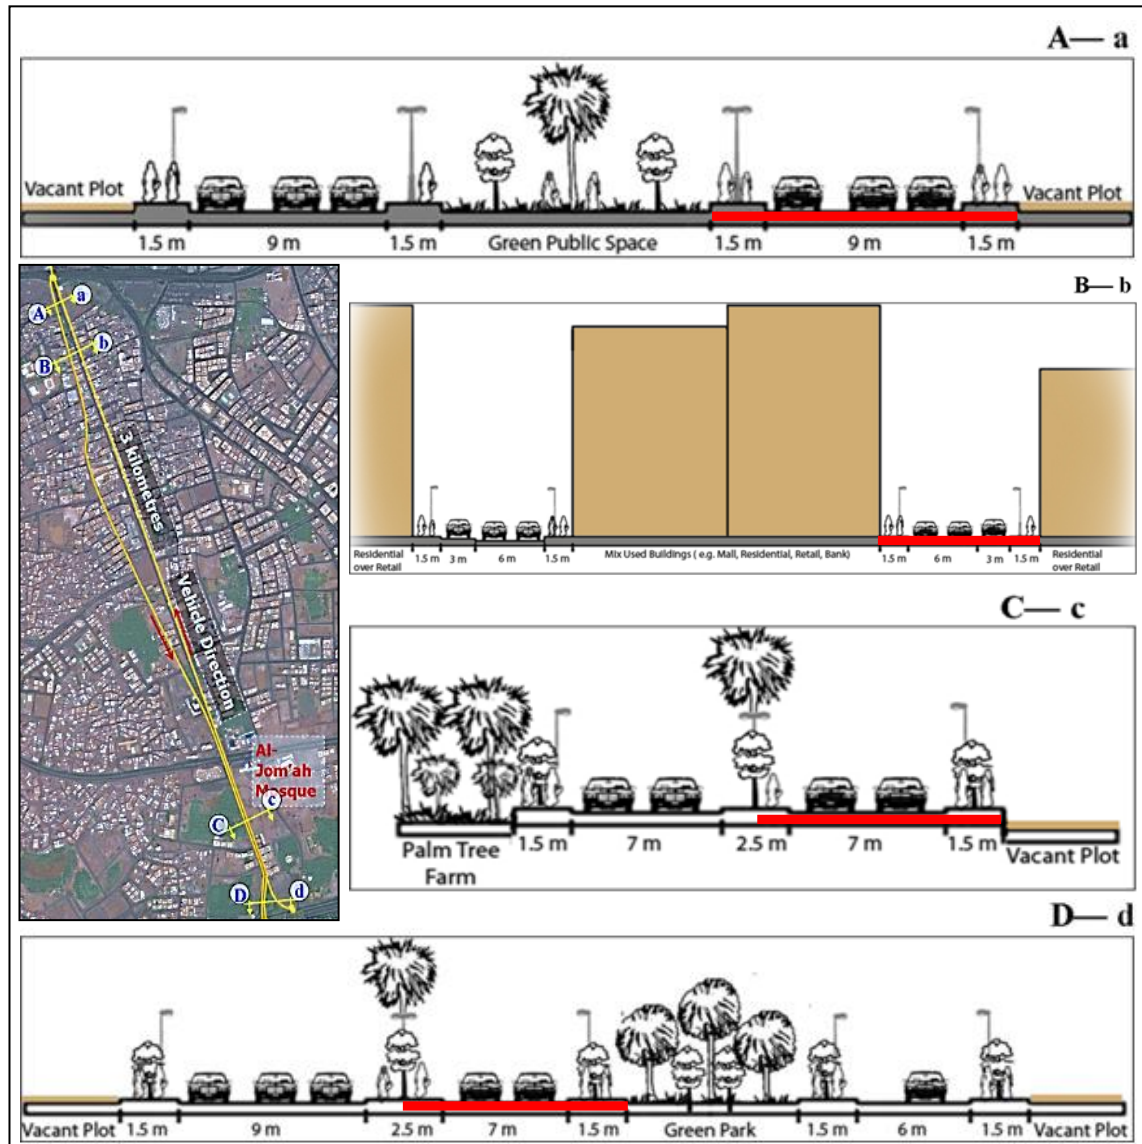 A— a
Vacant Plot
Vacant Plot
1.5 m 9 m 1.5 m Green Public Space 1.5 m 9 m 1.5 m
A a
B b
3 kilometres
Vehicle Direction
Al-
Jom'ah
Mosque
C c
D d
B— b
Residential
over Retail
1.5 m 3 m 6 m 1.5 m Mix Used Buildings ( e.g. Mall, Residential, Retail, Bank) 1.5 m 6 m 3 m 1.5 m
Residential
over Retail
C— c
Palm Tree
Farm
1.5 m 7 m 2.5 m 7 m 1.5 m
Vacant Plot
D— d
Vacant Plot 1.5 m 9 m 2.5 m 7 m 1.5 m Green Park 1.5 m 6 m 1.5 m Vacant Plot